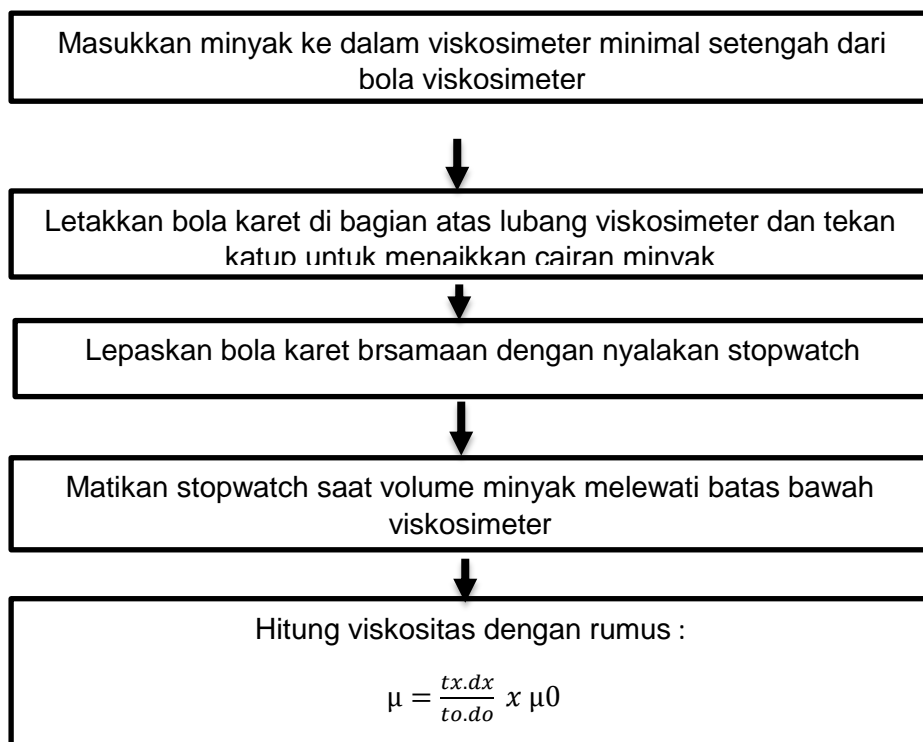 Masukkan minyak ke dalam viskosimeter minimal setengah dari
bola viskosimeter
Letakkan bola karet di bagian atas lubang viskosimeter dan tekan
katup untuk menaikkan cairan minyak
Lepaskan bola karet brsamaan dengan nyalakan stopwatch
Matikan stopwatch saat volume minyak melewati batas bawah
viskosimeter
Hitung viskositas dengan rumus :
μ = tx.dx/to.do x μ0